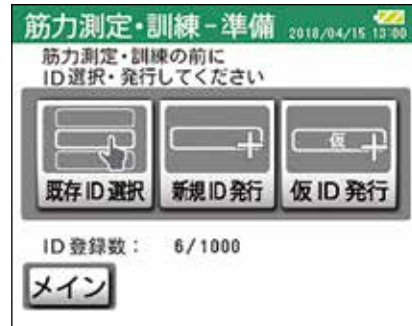 筋力測定・訓練-準備 2018/04/15 13:00
筋力測定・訓練の前に
ID選択・発行してください
仮
既存ID選択 新規ID発行 仮ID発行
ID登録数： 6/1000
メイン